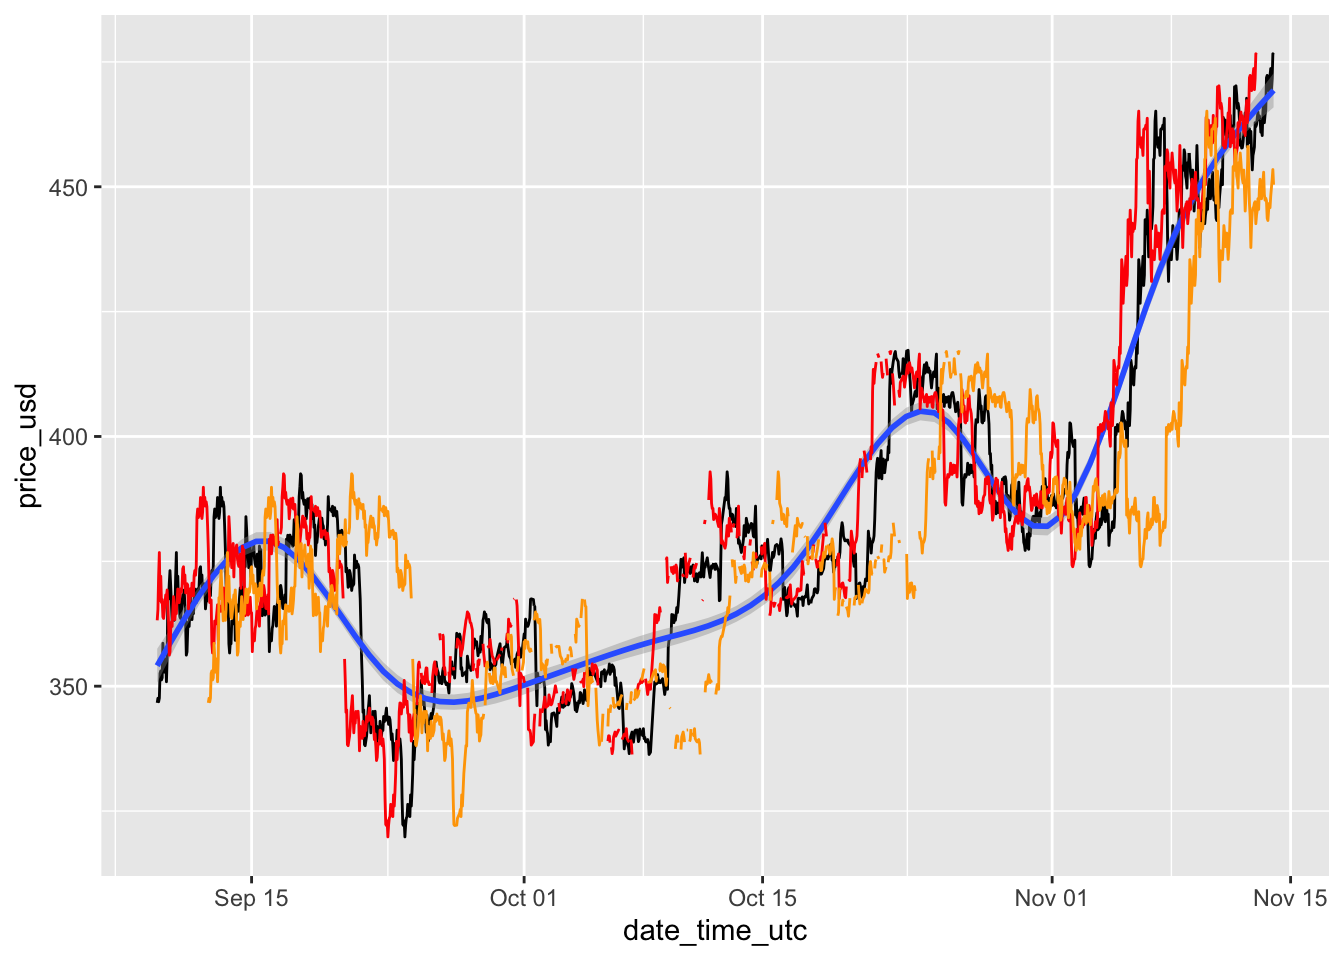 450
400
350
price_usd
Sep 15
Oct 01
Oct 15
Nov 01
Nov 15
date_time_utc